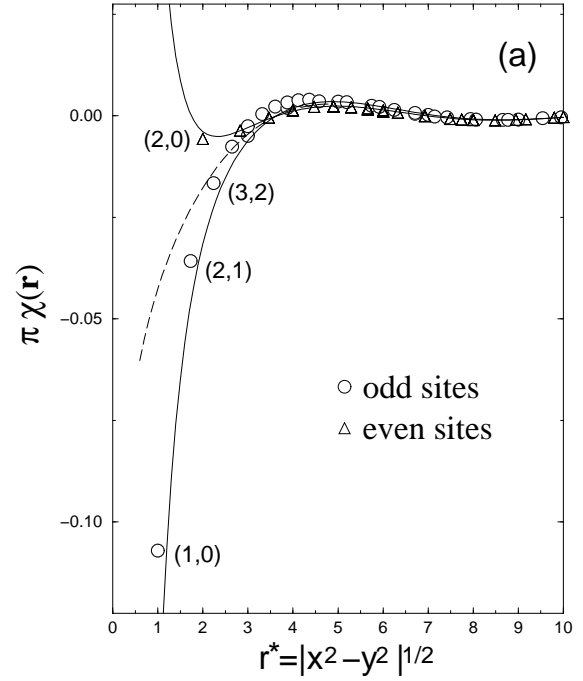 (a)
0.00
(2,0)
(3,2)
(2,1)
−0.05
π χ(r)
○ odd sites
△ even sites
−0.10
(1,0)
0 1 2 3 4 5 6 7 8 9 10
r*=|x²−y²|^1/2